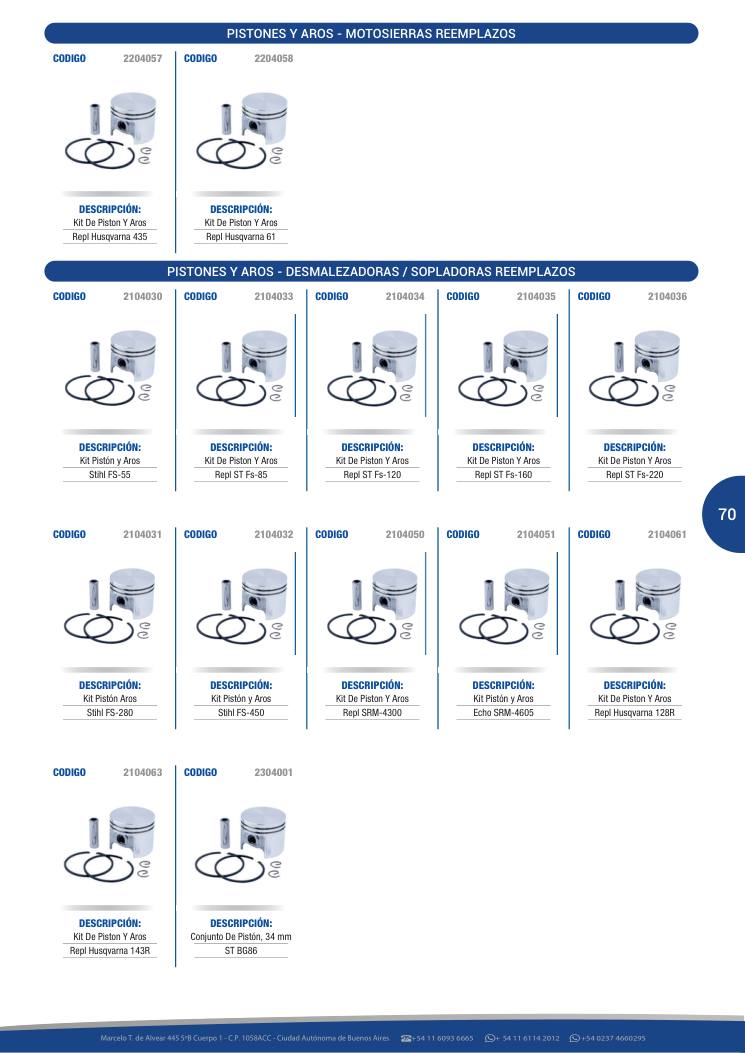 PISTONES Y AROS - MOTOSIERRAS REEMPLAZOS
CODIGO 2204057
DESCRIPCIÓN:
Kit De Piston Y Aros
Repl Husqvarna 435
CODIGO 2204058
DESCRIPCIÓN:
Kit De Piston Y Aros
Repl Husqvarna 61
PISTONES Y AROS - DESMALEZADORAS / SOPLADORAS REEMPLAZOS
CODIGO 2104030
DESCRIPCIÓN:
Kit Pistón y Aros
Stihl FS-55
CODIGO 2104033
DESCRIPCIÓN:
Kit De Piston Y Aros
Repl ST Fs-85
CODIGO 2104034
DESCRIPCIÓN:
Kit De Piston Y Aros
Repl ST Fs-120
CODIGO 2104035
DESCRIPCIÓN:
Kit De Piston Y Aros
Repl ST Fs-160
CODIGO 2104036
DESCRIPCIÓN:
Kit De Piston Y Aros
Repl ST Fs-220
70
CODIGO 2104031
DESCRIPCIÓN:
Kit Pistón Aros
Stihl FS-280
CODIGO 2104032
DESCRIPCIÓN:
Kit Pistón y Aros
Stihl FS-450
CODIGO 2104050
DESCRIPCIÓN:
Kit De Piston Y Aros
Repl SRM-4300
CODIGO 2104051
DESCRIPCIÓN:
Kit Pistón y Aros
Echo SRM-4605
CODIGO 2104061
DESCRIPCIÓN:
Kit De Piston Y Aros
Repl Husqvarna 128R
CODIGO 2104063
DESCRIPCIÓN:
Kit De Piston Y Aros
Repl Husqvarna 143R
CODIGO 2304001
DESCRIPCIÓN:
Conjunto De Pistón, 34 mm
ST BG86
Marcelo T. de Alvear 445 5ºB Cuerpo 1 - C.P. 1058ACC - Ciudad Autónoma de Buenos Aires. +54 11 6093 6665 + 54 11 6114 2012 +54 0237 4660295